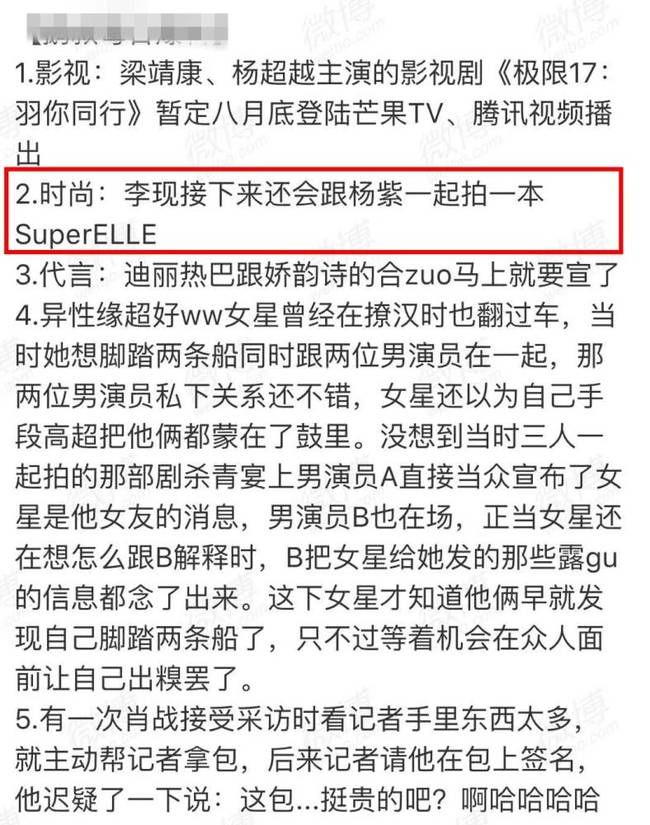 1.影视：梁靖康、杨超越主演的影视剧《极限17：
羽你同行》暂定八月底登陆芒果TV、腾讯视频播
出
2.时尚：李现接下来还会跟杨紫一起拍一本
SuperELLE
3.代言：迪丽热巴跟娇韵诗的合zuo马上就要宣了
4.异性缘超好ww女星曾经在撩汉时也翻过车，当
时她想脚踏两条船同时跟两位男演员在一起，那
两位男演员私下关系还不错，女星还以为自己手
段高超把他俩都蒙在了鼓里。没想到当时三人一
起拍的那部剧杀青宴上男演员A直接当众宣布了女
星是他女友的消息，男演员B也在场，正当女星还
在想怎么跟B解释时，B把女星给她发的那些露gu
的信息都念了出来。这下女星才知道他俩早就发
现自己脚踏两条船了，只不过等着机会在众人面
前让自己出糗罢了。
5.有一次肖战接受采访时看记者手里东西太多，
就主动帮记者拿包，后来记者请他在包上签名，
他迟疑了一下说：这包...挺贵的吧？啊哈哈哈哈